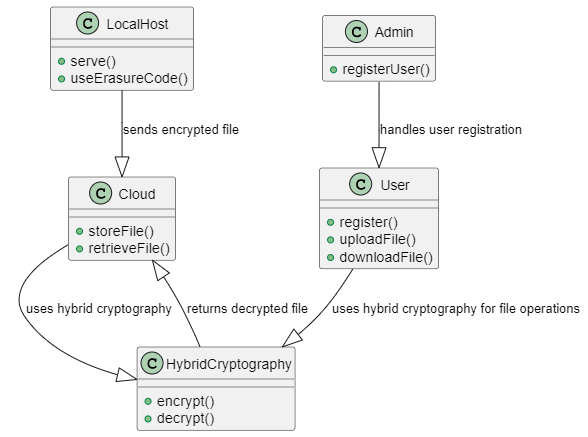 C LocalHost
serve()
useErasureCode()
C Admin
registerUser()
sends encrypted file
handles user registration
C Cloud
storeFile()
retrieveFile()
C User
register()
uploadFile()
downloadFile()
uses hybrid cryptography
returns decrypted file
uses hybrid cryptography for file operations
C HybridCryptography
encrypt()
decrypt()